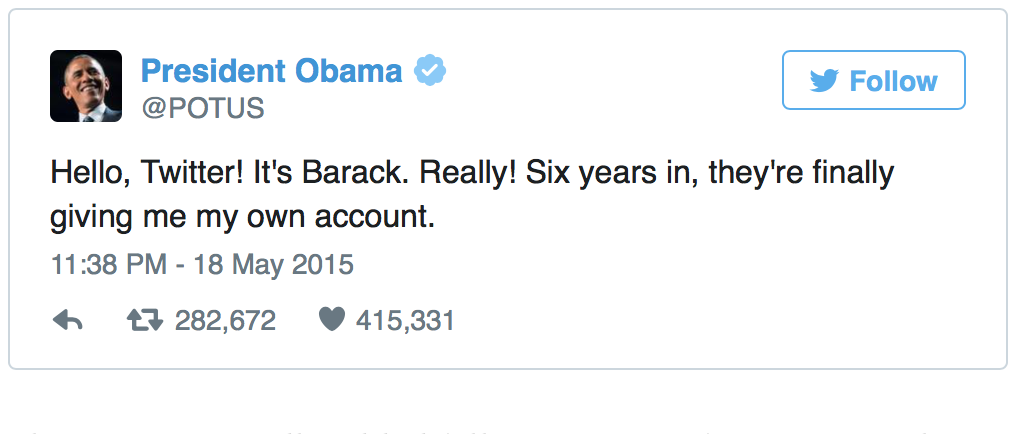 President Obama
@POTUS
Follow
Hello, Twitter! It's Barack. Really! Six years in, they're finally
giving me my own account.
11:38 PM - 18 May 2015
282,672 415,331